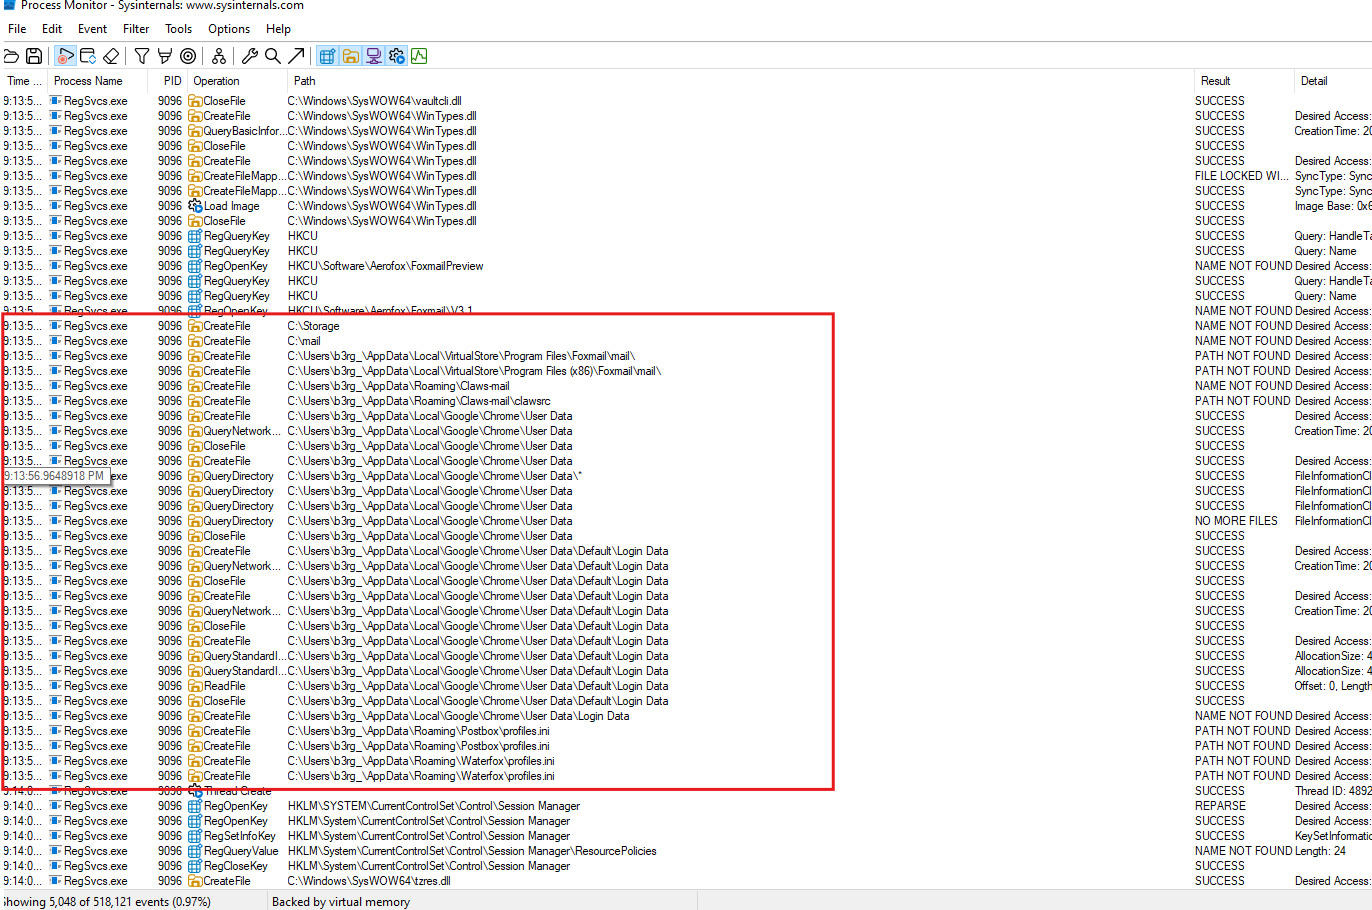 Process Monitor - Sysinternals: www.sysinternals.com
File Edit Event Filter Tools Options Help
Time ... Process Name PID Operation Path Result Detail
9:13:5... RegSvcs.exe 9096 CloseFile C:\Windows\SysWOW64\vaultcli.dll SUCCESS
9:13:5... RegSvcs.exe 9096 CreateFile C:\Windows\SysWOW64\WinTypes.dll SUCCESS Desired Access:
9:13:5... RegSvcs.exe 9096 QueryBasicInfor... C:\Windows\SysWOW64\WinTypes.dll SUCCESS CreationTime: 20
9:13:5... RegSvcs.exe 9096 CloseFile C:\Windows\SysWOW64\WinTypes.dll SUCCESS
9:13:5... RegSvcs.exe 9096 CreateFile C:\Windows\SysWOW64\WinTypes.dll SUCCESS Desired Access:
9:13:5... RegSvcs.exe 9096 CreateFileMapp... C:\Windows\SysWOW64\WinTypes.dll FILE LOCKED WI... SyncType: Sync
9:13:5... RegSvcs.exe 9096 CreateFileMapp... C:\Windows\SysWOW64\WinTypes.dll SUCCESS SyncType: Sync
9:13:5... RegSvcs.exe 9096 Load Image C:\Windows\SysWOW64\WinTypes.dll SUCCESS Image Base: 0x6
9:13:5... RegSvcs.exe 9096 CloseFile C:\Windows\SysWOW64\WinTypes.dll SUCCESS
9:13:5... RegSvcs.exe 9096 RegQueryKey HKCU SUCCESS Query: HandleTa
9:13:5... RegSvcs.exe 9096 RegQueryKey HKCU SUCCESS Query: Name
9:13:5... RegSvcs.exe 9096 RegOpenKey HKCU\Software\Aerofox\FoxmailPreview NAME NOT FOUND Desired Access:
9:13:5... RegSvcs.exe 9096 RegQueryKey HKCU SUCCESS Query: HandleTa
9:13:5... RegSvcs.exe 9096 RegQueryKey HKCU SUCCESS Query: Name
9:13:5... RegSvcs.exe 9096 RegOpenKey HKCU\Software\Aerofox\Foxmail\V3.1 NAME NOT FOUND Desired Access:
9:13:5... RegSvcs.exe 9096 CreateFile C:\Storage NAME NOT FOUND Desired Access:
9:13:5... RegSvcs.exe 9096 CreateFile C:\mail NAME NOT FOUND Desired Access:
9:13:5... RegSvcs.exe 9096 CreateFile C:\Users\b3rg_\AppData\Local\VirtualStore\Program Files\Foxmail\mail\ PATH NOT FOUND Desired Access:
9:13:5... RegSvcs.exe 9096 CreateFile C:\Users\b3rg_\AppData\Local\VirtualStore\Program Files (x86)\Foxmail\mail\ PATH NOT FOUND Desired Access:
9:13:5... RegSvcs.exe 9096 CreateFile C:\Users\b3rg_\AppData\Roaming\Claws-mail NAME NOT FOUND Desired Access:
9:13:5... RegSvcs.exe 9096 CreateFile C:\Users\b3rg_\AppData\Roaming\Claws-mail\clawsrc PATH NOT FOUND Desired Access:
9:13:5... RegSvcs.exe 9096 CreateFile C:\Users\b3rg_\AppData\Local\Google\Chrome\User Data SUCCESS Desired Access:
9:13:5... RegSvcs.exe 9096 QueryNetwork... C:\Users\b3rg_\AppData\Local\Google\Chrome\User Data SUCCESS CreationTime: 20
9:13:5... RegSvcs.exe 9096 CloseFile C:\Users\b3rg_\AppData\Local\Google\Chrome\User Data SUCCESS
9:13:5... RegSvcs.exe 9096 CreateFile C:\Users\b3rg_\AppData\Local\Google\Chrome\User Data SUCCESS Desired Access:
9:13:56.9648918 PM exe 9096 QueryDirectory C:\Users\b3rg_\AppData\Local\Google\Chrome\User Data\* SUCCESS FileInformationCl
9:13:5... RegSvcs.exe 9096 QueryDirectory C:\Users\b3rg_\AppData\Local\Google\Chrome\User Data SUCCESS FileInformationCl
9:13:5... RegSvcs.exe 9096 QueryDirectory C:\Users\b3rg_\AppData\Local\Google\Chrome\User Data SUCCESS FileInformationCl
9:13:5... RegSvcs.exe 9096 QueryDirectory C:\Users\b3rg_\AppData\Local\Google\Chrome\User Data NO MORE FILES FileInformationCl
9:13:5... RegSvcs.exe 9096 CloseFile C:\Users\b3rg_\AppData\Local\Google\Chrome\User Data SUCCESS
9:13:5... RegSvcs.exe 9096 CreateFile C:\Users\b3rg_\AppData\Local\Google\Chrome\User Data\Default\Login Data SUCCESS Desired Access:
9:13:5... RegSvcs.exe 9096 QueryNetwork... C:\Users\b3rg_\AppData\Local\Google\Chrome\User Data\Default\Login Data SUCCESS CreationTime: 20
9:13:5... RegSvcs.exe 9096 CloseFile C:\Users\b3rg_\AppData\Local\Google\Chrome\User Data\Default\Login Data SUCCESS
9:13:5... RegSvcs.exe 9096 CreateFile C:\Users\b3rg_\AppData\Local\Google\Chrome\User Data\Default\Login Data SUCCESS Desired Access:
9:13:5... RegSvcs.exe 9096 QueryNetwork... C:\Users\b3rg_\AppData\Local\Google\Chrome\User Data\Default\Login Data SUCCESS CreationTime: 20
9:13:5... RegSvcs.exe 9096 CloseFile C:\Users\b3rg_\AppData\Local\Google\Chrome\User Data\Default\Login Data SUCCESS
9:13:5... RegSvcs.exe 9096 CreateFile C:\Users\b3rg_\AppData\Local\Google\Chrome\User Data\Default\Login Data SUCCESS Desired Access:
9:13:5... RegSvcs.exe 9096 QueryStandardI... C:\Users\b3rg_\AppData\Local\Google\Chrome\User Data\Default\Login Data SUCCESS AllocationSize: 4
9:13:5... RegSvcs.exe 9096 QueryStandardI... C:\Users\b3rg_\AppData\Local\Google\Chrome\User Data\Default\Login Data SUCCESS AllocationSize: 4
9:13:5... RegSvcs.exe 9096 ReadFile C:\Users\b3rg_\AppData\Local\Google\Chrome\User Data\Default\Login Data SUCCESS Offset: 0, Length
9:13:5... RegSvcs.exe 9096 CloseFile C:\Users\b3rg_\AppData\Local\Google\Chrome\User Data\Default\Login Data SUCCESS
9:13:5... RegSvcs.exe 9096 CreateFile C:\Users\b3rg_\AppData\Local\Google\Chrome\User Data\Login Data NAME NOT FOUND Desired Access:
9:13:5... RegSvcs.exe 9096 CreateFile C:\Users\b3rg_\AppData\Roaming\Postbox\profiles.ini PATH NOT FOUND Desired Access:
9:13:5... RegSvcs.exe 9096 CreateFile C:\Users\b3rg_\AppData\Roaming\Postbox\profiles.ini PATH NOT FOUND Desired Access:
9:13:5... RegSvcs.exe 9096 CreateFile C:\Users\b3rg_\AppData\Roaming\Waterfox\profiles.ini PATH NOT FOUND Desired Access:
9:13:5... RegSvcs.exe 9096 CreateFile C:\Users\b3rg_\AppData\Roaming\Waterfox\profiles.ini PATH NOT FOUND Desired Access:
9:14:0... RegSvcs.exe 9096 Thread Create SUCCESS Thread ID: 4892
9:14:0... RegSvcs.exe 9096 RegOpenKey HKLM\SYSTEM\CurrentControlSet\Control\Session Manager REPARSE Desired Access:
9:14:0... RegSvcs.exe 9096 RegOpenKey HKLM\System\CurrentControlSet\Control\Session Manager SUCCESS Desired Access:
9:14:0... RegSvcs.exe 9096 RegSetInfoKey HKLM\System\CurrentControlSet\Control\Session Manager SUCCESS KeySetInformatio
9:14:0... RegSvcs.exe 9096 RegQueryValue HKLM\System\CurrentControlSet\Control\Session Manager\ResourcePolicies NAME NOT FOUND Length: 24
9:14:0... RegSvcs.exe 9096 RegCloseKey HKLM\System\CurrentControlSet\Control\Session Manager SUCCESS
9:14:0... RegSvcs.exe 9096 CreateFile C:\Windows\SysWOW64\tzres.dll SUCCESS Desired Access:
Showing 5,048 of 518,121 events (0.97%) Backed by virtual memory